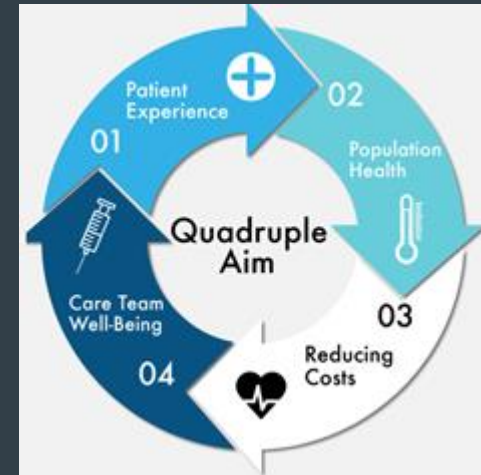 Patient
Experience
01
02
Population
Health
Quadruple
Aim
03
Reducing
Costs
Care Team
Well-Being
04